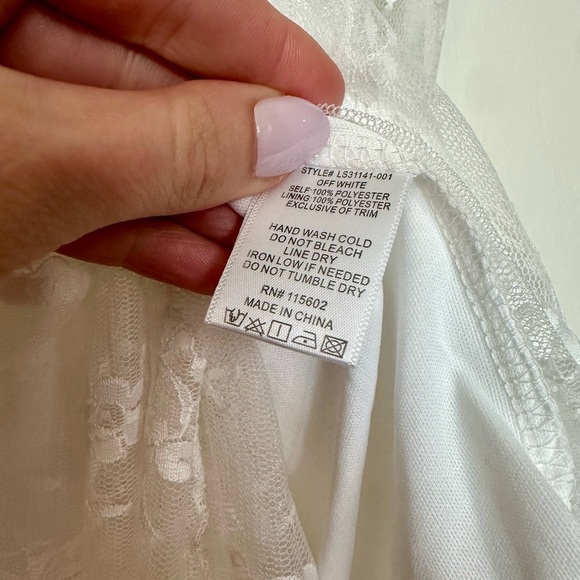 STYLE# LS31141-001
OFF WHITE
SELF:100% POLYESTER
LINING 100% POLYESTER
EXCLUSIVE OF TRIM
HAND WASH COLD
DO NOT BLEACH
LINE DRY
IRON LOW IF NEEDED
DO NOT TUMBLE DRY
RN# 115602
MADE IN CHINA